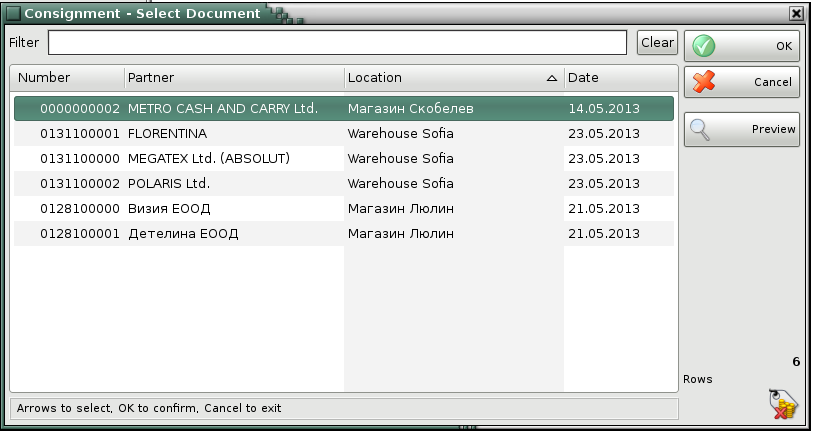 Consignment - Select Document
Filter Clear OK
Cancel
Preview
Number Partner Location Date
0000000002 METRO CASH AND CARRY Ltd. Магазин Скобелев 14.05.2013
0131100001 FLORENTINA Warehouse Sofia 23.05.2013
0131100000 MEGATEX Ltd. (ABSOLUT) Warehouse Sofia 23.05.2013
0131100002 POLARIS Ltd. Warehouse Sofia 23.05.2013
0128100000 Визия ЕООД Магазин Люлин 21.05.2013
0128100001 Детелина ЕООД Магазин Люлин 21.05.2013
6
Rows
Arrows to select, OK to confirm, Cancel to exit